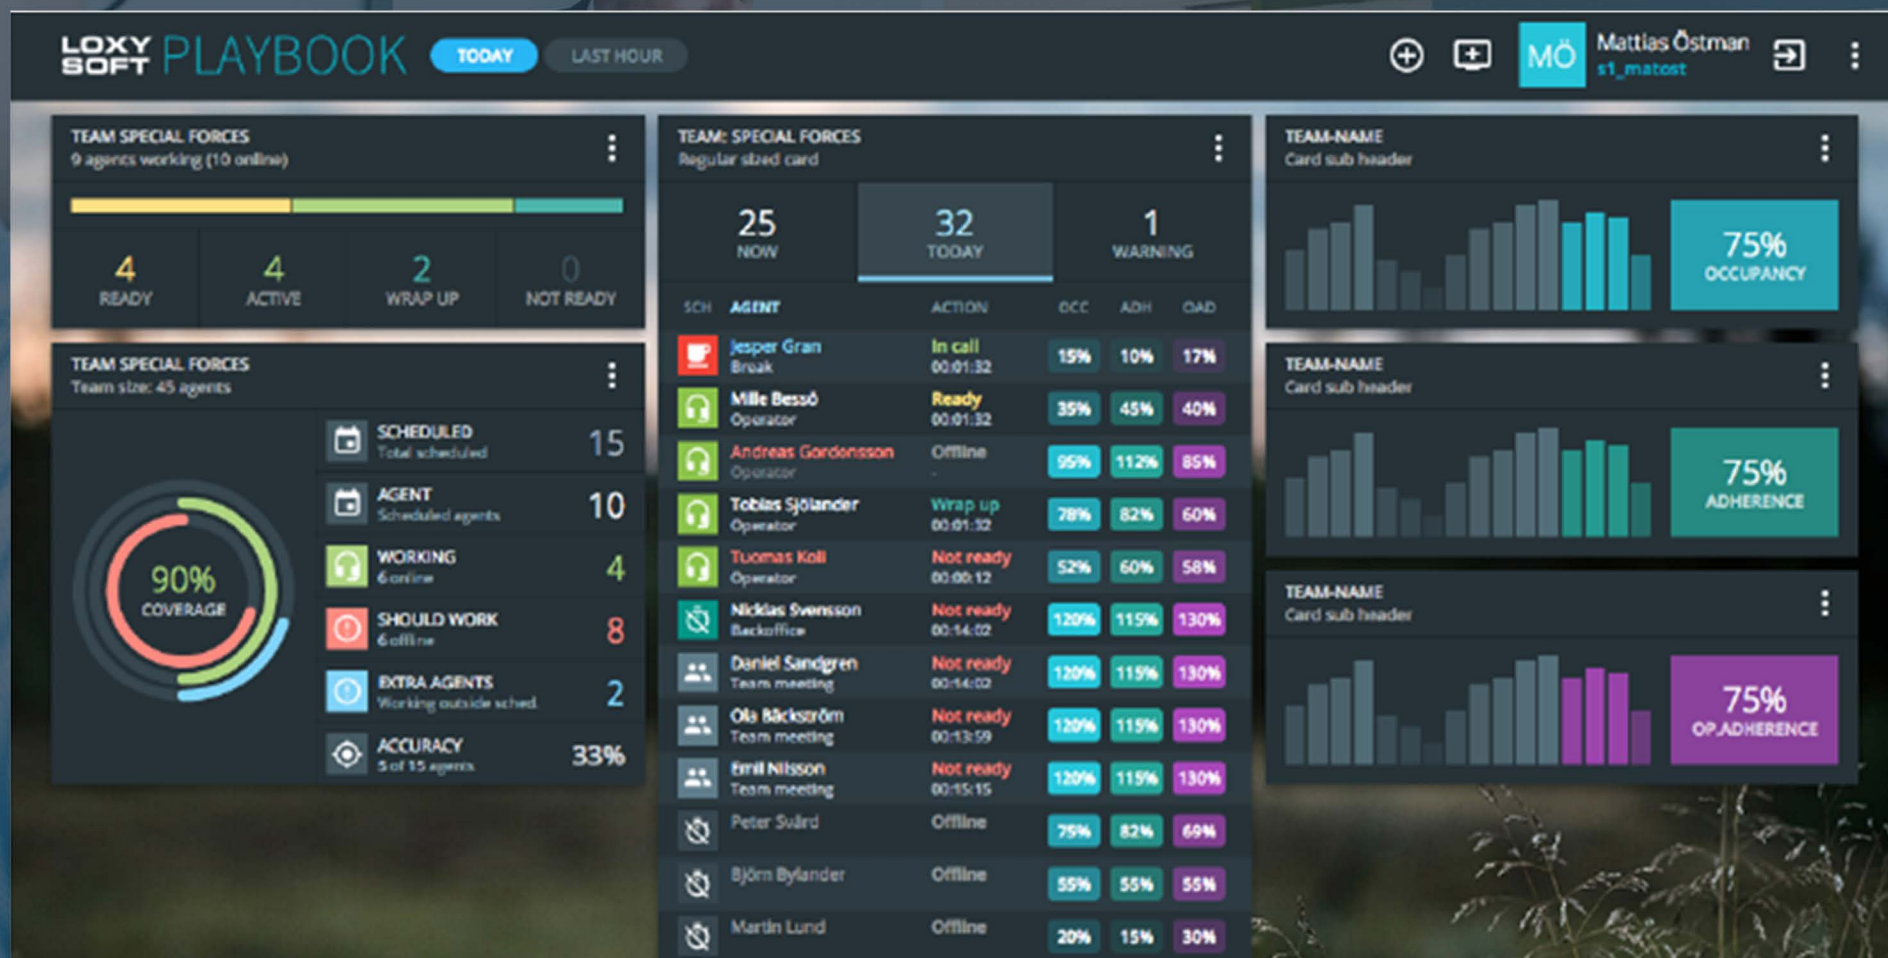 LOXY
SOFT PLAYBOOK
TODAY
LAST HOUR
MÖ
Mattias Östman
s1_matost
TEAM SPECIAL FORCES
9 agents working (10 online)
4
READY
4
ACTIVE
2
WRAP UP
0
NOT READY
TEAM SPECIAL FORCES
Team size: 45 agents
90%
COVERAGE
SCHEDULED
Total scheduled
15
AGENT
Scheduled agents
10
WORKING
6 online
4
SHOULD WORK
6 offline
8
EXTRA AGENTS
Working outside sched.
2
ACCURACY
5 of 15 agents
33%
TEAM: SPECIAL FORCES
Regular sized card
25
NOW
32
TODAY
1
WARNING
SCH AGENT ACTION OCC ADH OAD
Jesper Gran In call 15% 10% 17%
Break 00:01:32
Mille Bessö Ready 35% 45% 40%
Operator 00:01:32
Andreas Gordonsson Offline 95% 112% 85%
Operator -
Tobias Sjölander Wrap up 78% 82% 60%
Operator 00:01:32
Tuomas Koli Not ready 52% 60% 58%
Operator 00:00:12
Nicklas Svensson Not ready 120% 115% 130%
Backoffice 00:14:02
Daniel Sandgren Not ready 120% 115% 130%
Team meeting 00:14:02
Ola Bäckström Not ready 120% 115% 130%
Team meeting 00:13:59
Emil Nilsson Not ready 120% 115% 130%
Team meeting 00:15:15
Peter Svärd Offline 75% 82% 69%
Björn Bylander Offline 55% 55% 55%
Martin Lund Offline 20% 15% 30%
TEAM-NAME
Card sub header
75%
OCCUPANCY
TEAM-NAME
Card sub header
75%
ADHERENCE
TEAM-NAME
Card sub header
75%
OP.ADHERENCE